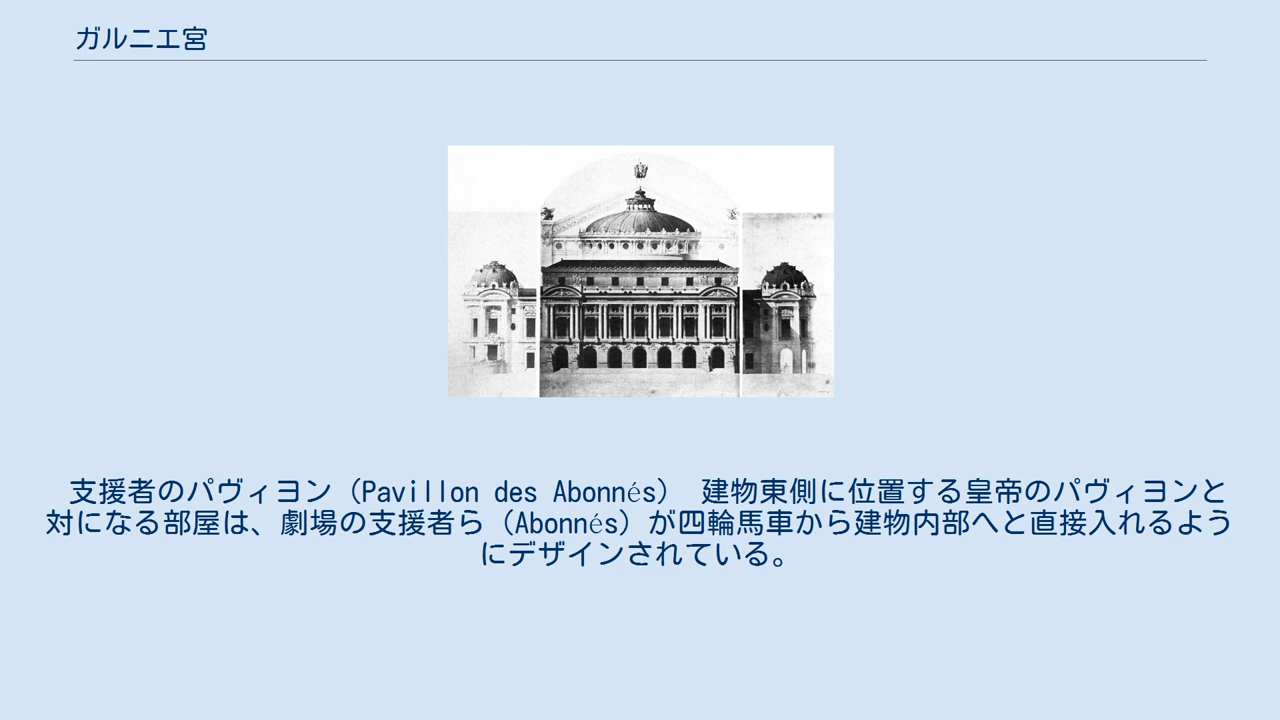 ガルニエ宮
支援者のパヴィヨン（Pavillon des Abonnés） 建物東側に位置する皇帝のパヴィヨンと
対になる部屋は、劇場の支援者ら（Abonnés）が四輪馬車から建物内部へと直接入れるよう
にデザインされている。